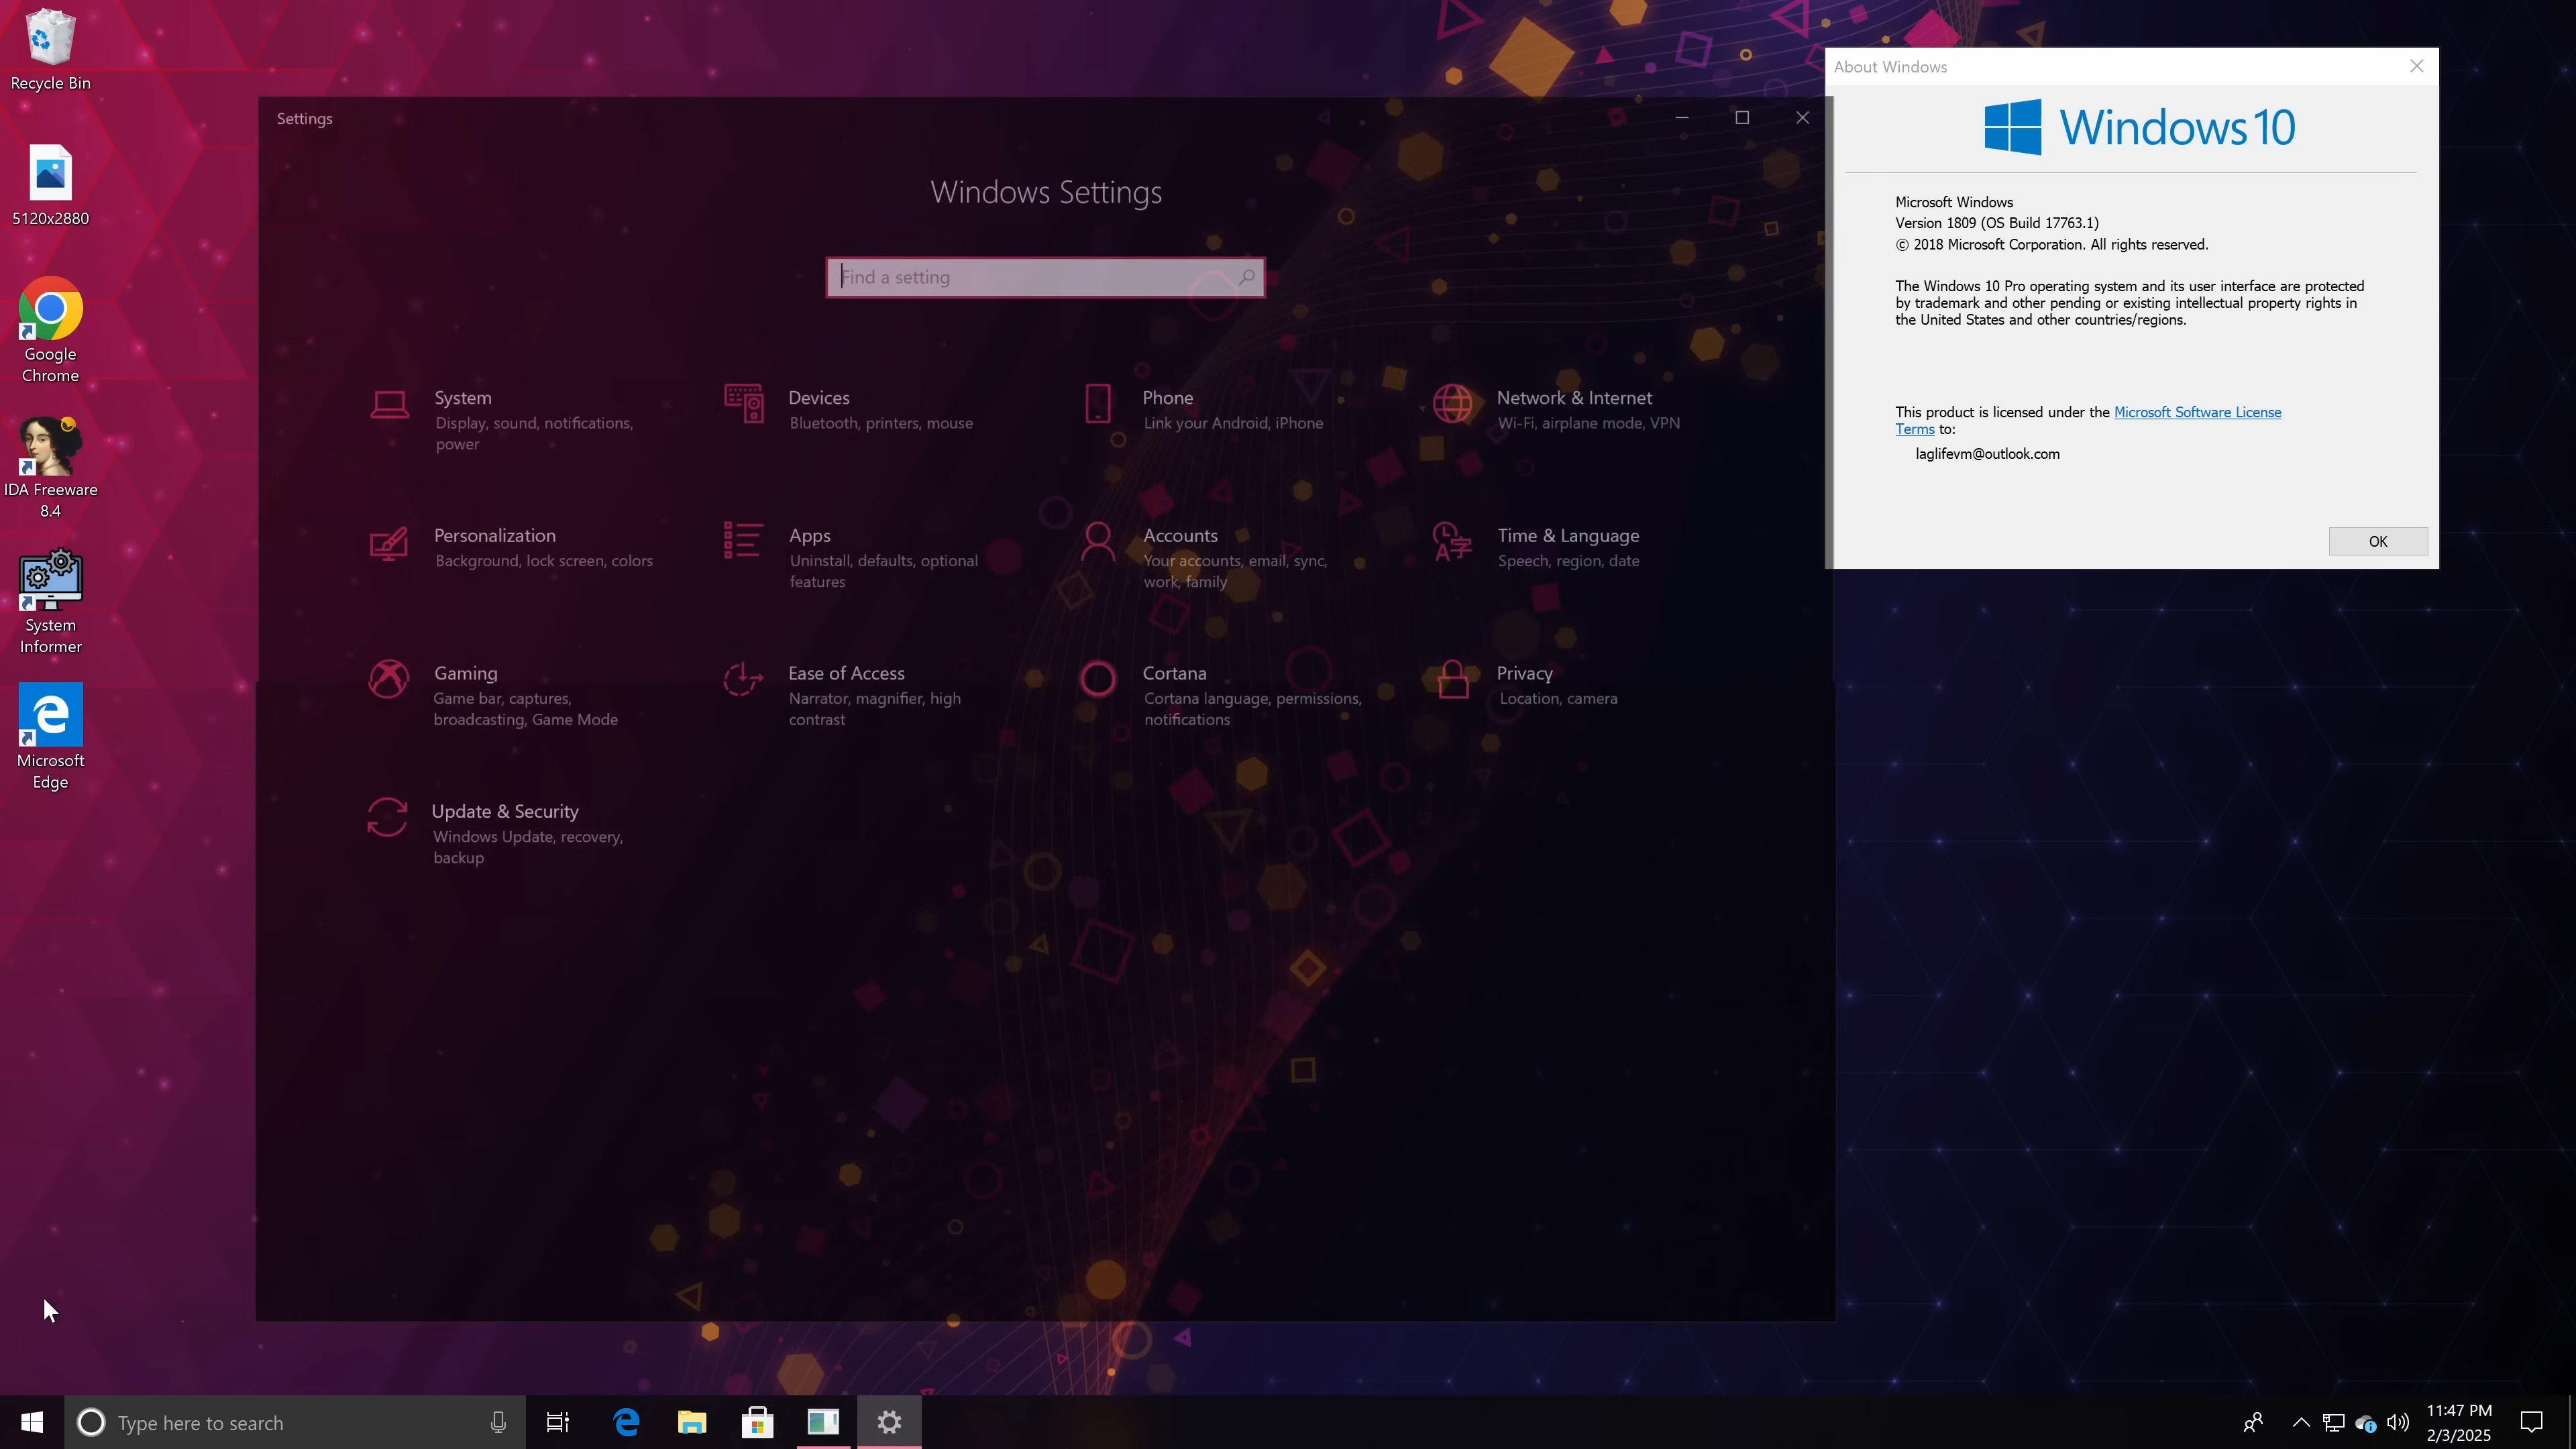 Recycle Bin
5120x2880
Google
Chrome
IDA Freeware
8.4
System
Informer
Microsoft
Edge
Settings
Windows Settings
Find a setting
System
Display, sound, notifications,
power
Devices
Bluetooth, printers, mouse
Phone
Link your Android, iPhone
Network & Internet
Wi-Fi, airplane mode, VPN
Personalization
Background, lock screen, colors
Apps
Uninstall, defaults, optional
features
Accounts
Your accounts, email, sync,
work, family
Time & Language
Speech, region, date
Gaming
Game bar, captures,
broadcasting, Game Mode
Ease of Access
Narrator, magnifier, high
contrast
Cortana
Cortana language, permissions,
notifications
Privacy
Location, camera
Update & Security
Windows Update, recovery,
backup
About Windows
Windows 10
Microsoft Windows
Version 1809 (OS Build 17763.1)
© 2018 Microsoft Corporation. All rights reserved.
The Windows 10 Pro operating system and its user interface are protected
by trademark and other pending or existing intellectual property rights in
the United States and other countries/regions.
This product is licensed under the Microsoft Software License
Terms to:
laglifevm@outlook.com
OK
Type here to search
11:47 PM
2/3/2025